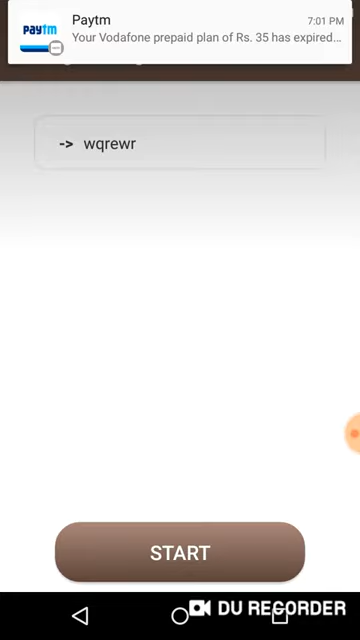 Paytm
7:01 PM
paytm
Your Vodafone prepaid plan of Rs. 35 has expired...
-> wqrewr
START
DU RECORDER